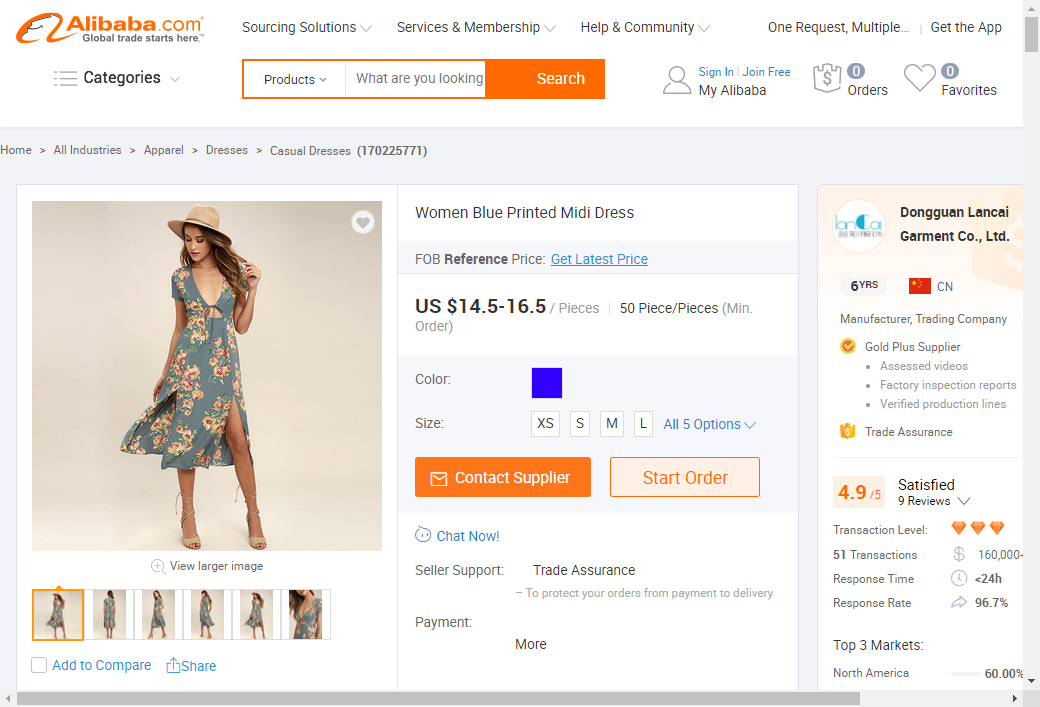 Alibaba.com
Global trade starts here.™
Sourcing Solutions
Services & Membership
Help & Community
One Request, Multiple...
Get the App
Categories
Products
What are you looking
Search
Sign In
Join Free
My Alibaba
0
Orders
0
Favorites
Home > All Industries > Apparel > Dresses > Casual Dresses (170225771)
Women Blue Printed Midi Dress
FOB Reference Price: Get Latest Price
US $14.5-16.5 / Pieces | 50 Piece/Pieces (Min.
Order)
Color:
Size:
XS
S
M
L
All 5 Options
Contact Supplier
Start Order
Chat Now!
Seller Support:
Trade Assurance
– To protect your orders from payment to delivery
Payment:
More
View larger image
Add to Compare
Share
Dongguan Lancai
Garment Co., Ltd.
6YRS
CN
Manufacturer, Trading Company
Gold Plus Supplier
Assessed videos
Factory inspection reports
Verified production lines
Trade Assurance
4.9 /5
Satisfied
9 Reviews
Transaction Level:
51 Transactions
160,000+
Response Time
<24h
Response Rate
96.7%
Top 3 Markets:
North America
60.00%